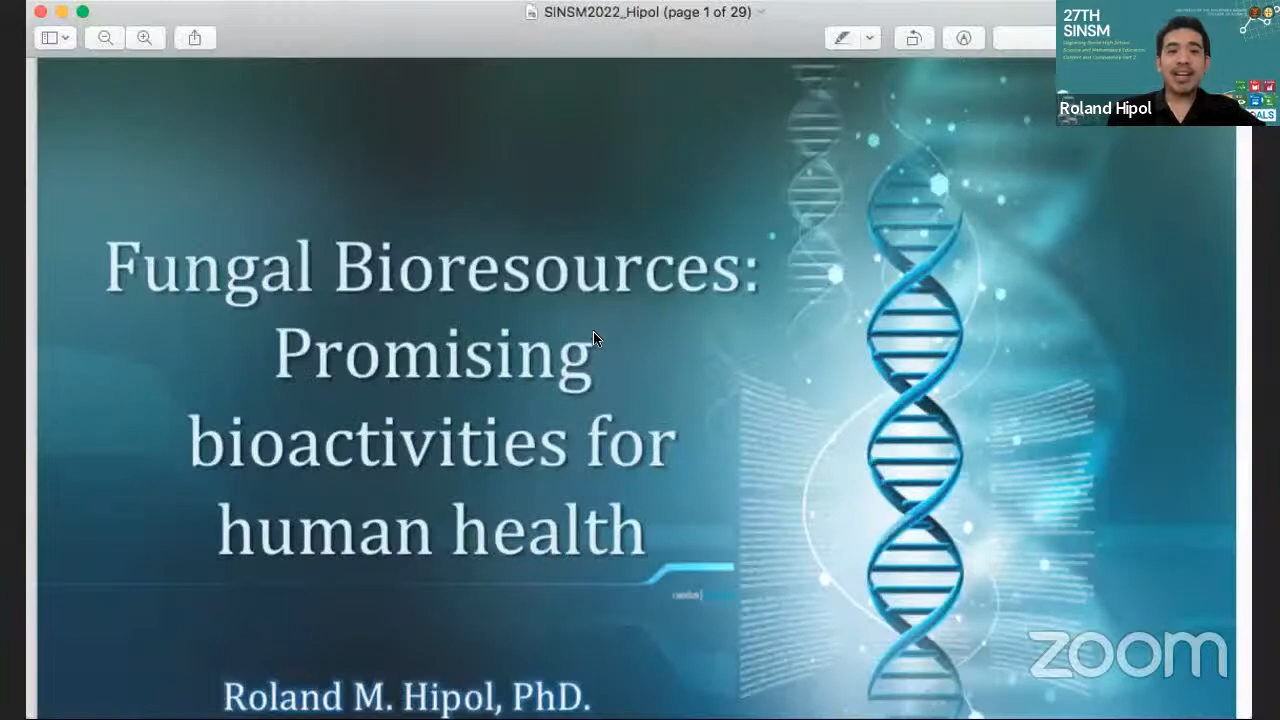 SINSM2022_Hipol (page 1 of 29)
27TH
SINSM
Roland Hipol
Fungal Bioresources:
Promising
bioactivities for
human health
Roland M. Hipol, PhD.
zoom